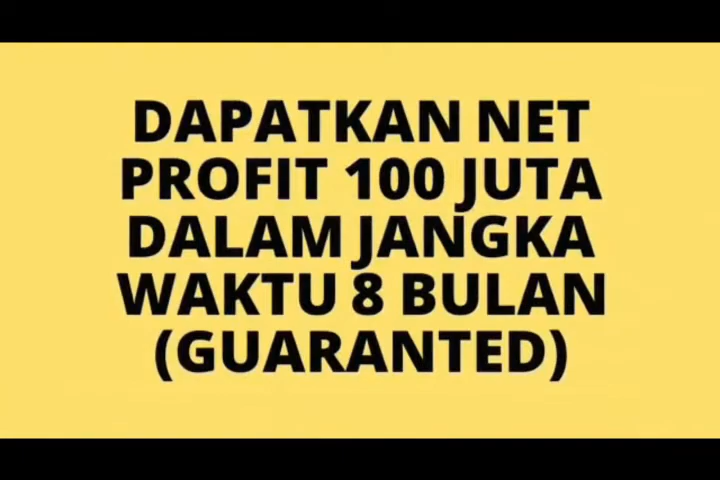 DAPATKAN NET
PROFIT 100 JUTA
DALAM JANGKA
WAKTU 8 BULAN
(GUARANTED)